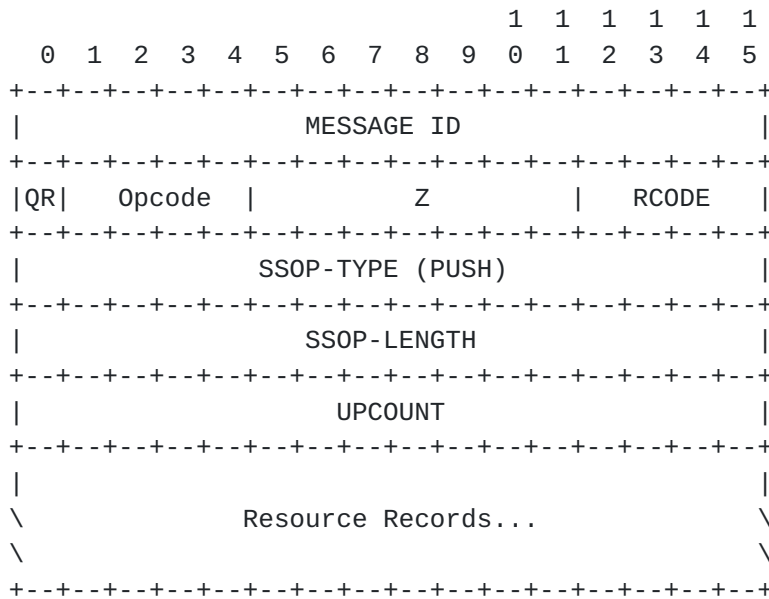 1  1  1  1  1  1
  0  1  2  3  4  5  6  7  8  9  0  1  2  3  4  5
+--+--+--+--+--+--+--+--+--+--+--+--+--+--+--+--+
|                  MESSAGE ID                   |
+--+--+--+--+--+--+--+--+--+--+--+--+--+--+--+--+
|QR|   Opcode  |          Z         |   RCODE   |
+--+--+--+--+--+--+--+--+--+--+--+--+--+--+--+--+
|               SSOP-TYPE (PUSH)                |
+--+--+--+--+--+--+--+--+--+--+--+--+--+--+--+--+
|                  SSOP-LENGTH                  |
+--+--+--+--+--+--+--+--+--+--+--+--+--+--+--+--+
|                    UPCOUNT                    |
+--+--+--+--+--+--+--+--+--+--+--+--+--+--+--+--+
|                                               |
\              Resource Records...              \
\                                               \
+--+--+--+--+--+--+--+--+--+--+--+--+--+--+--+--+